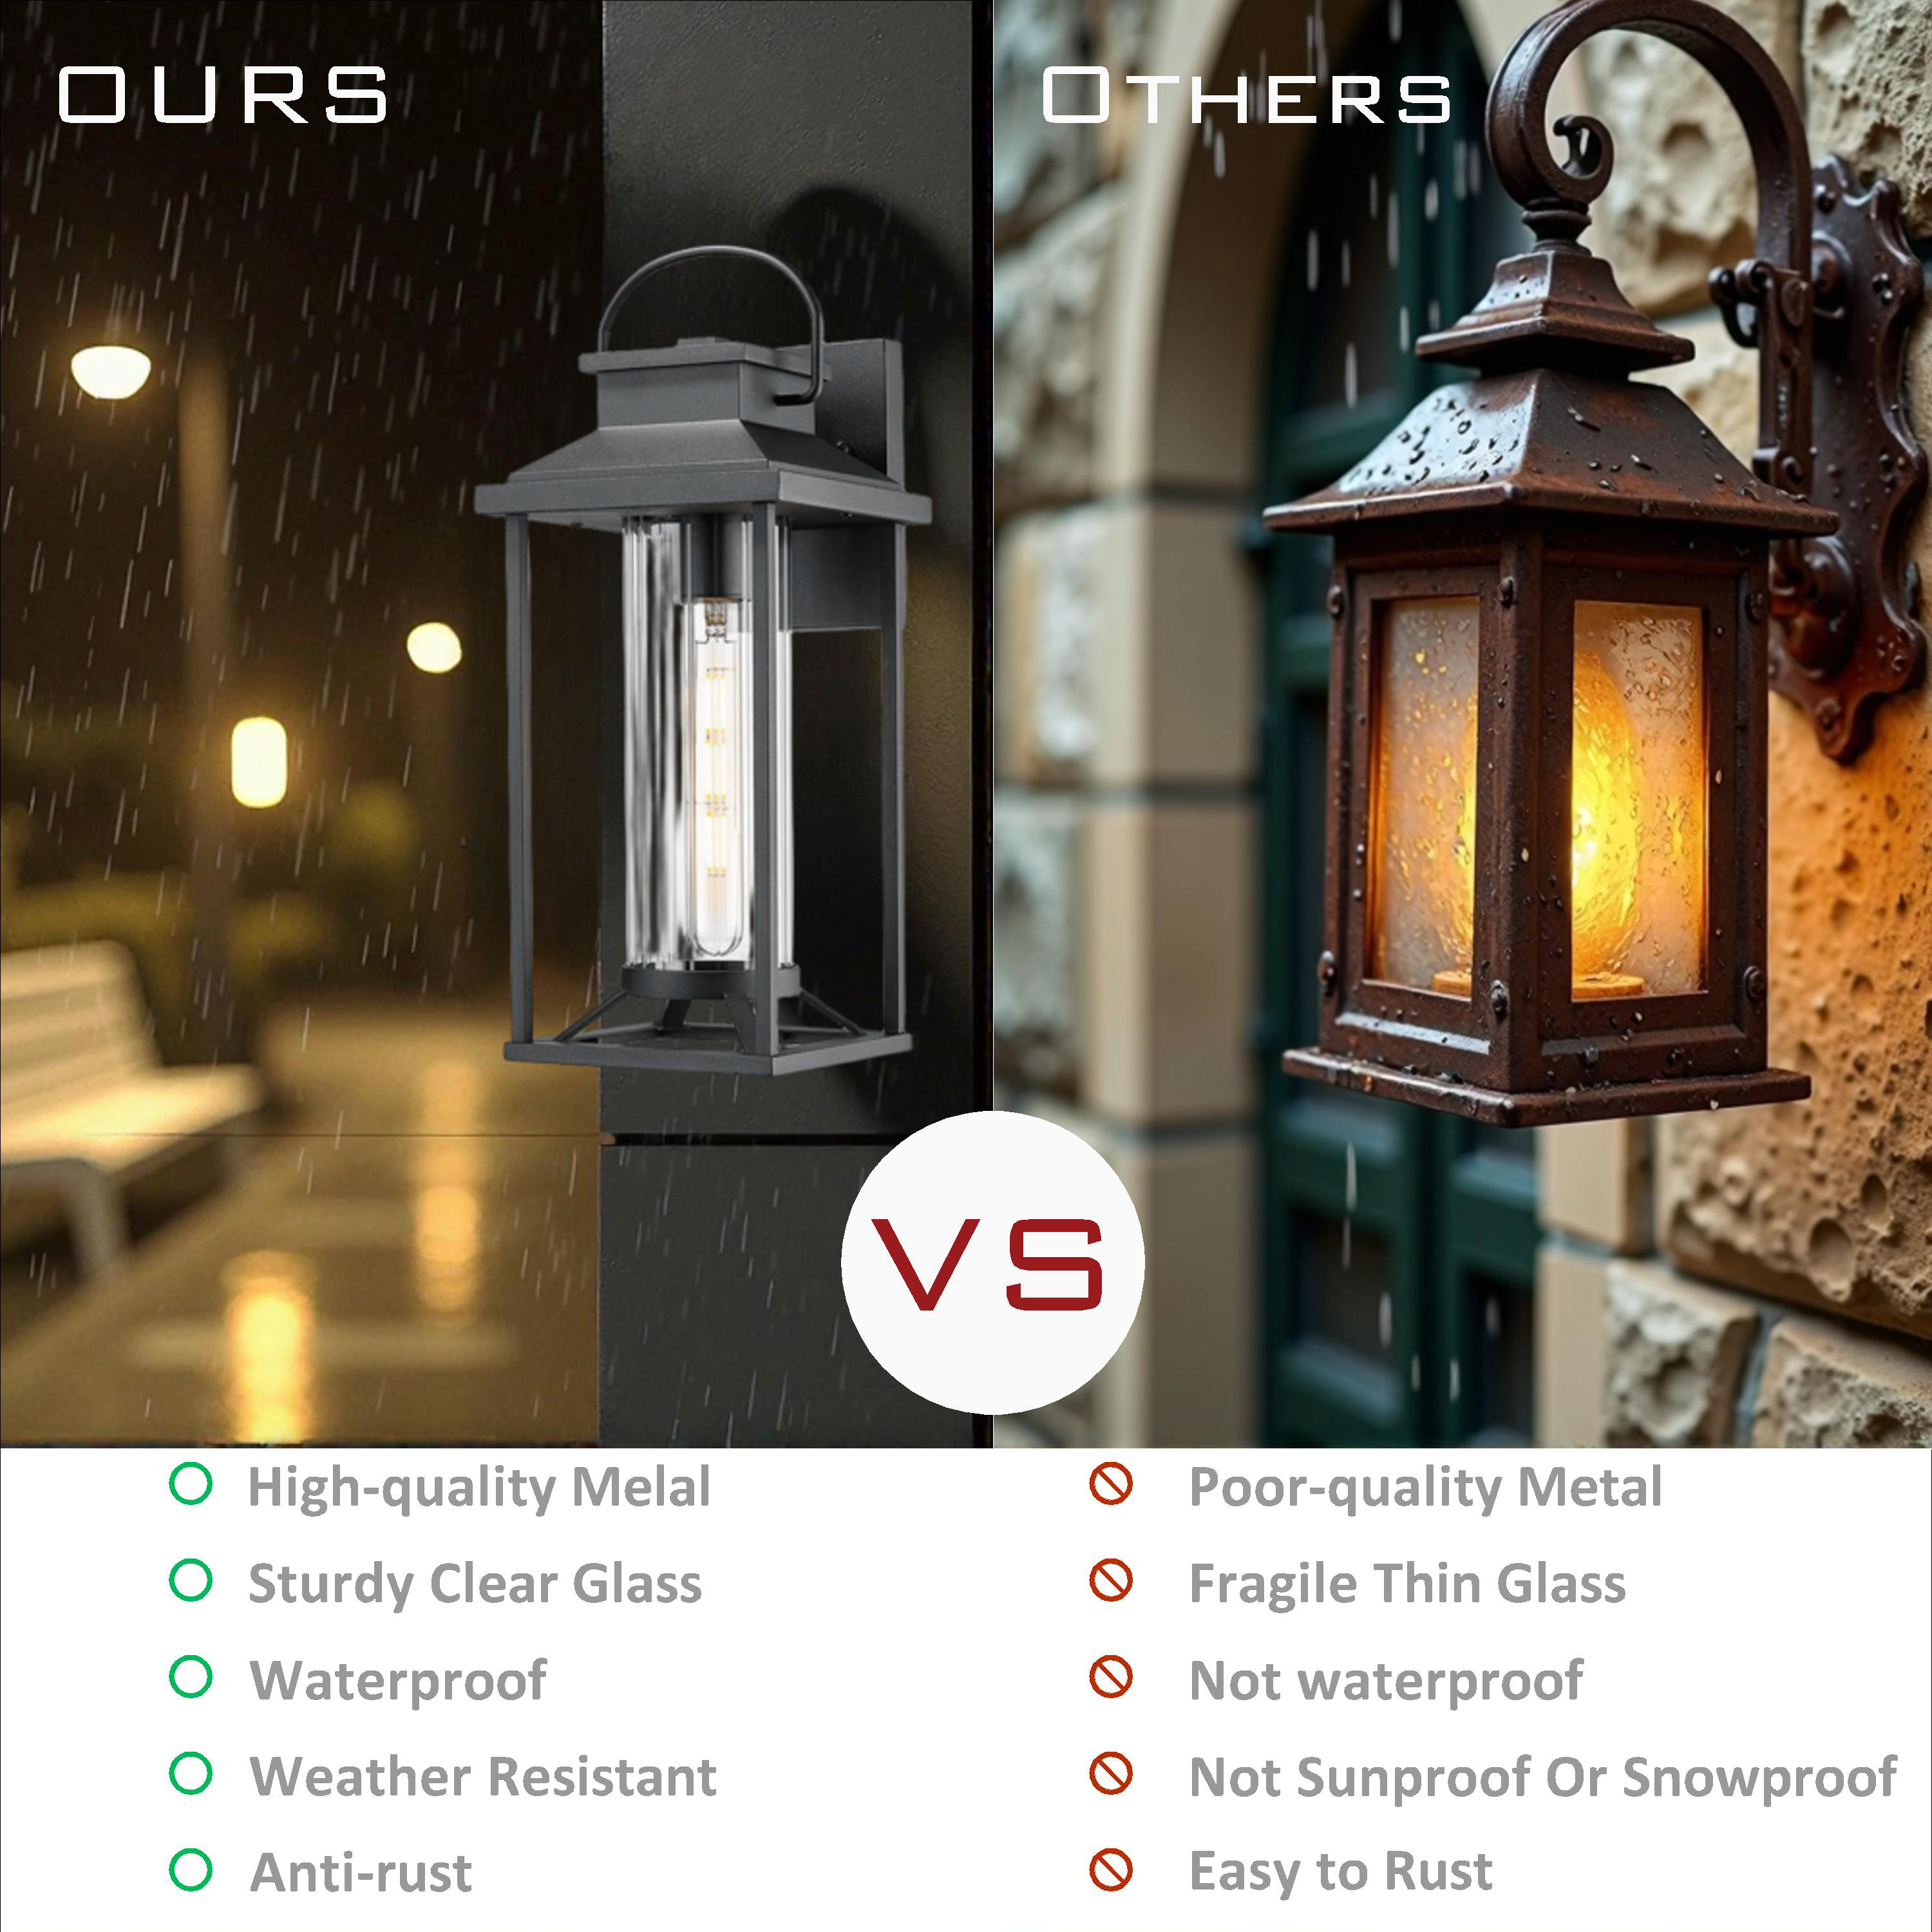 OURS
OTHERS
VS
High-quality Melal
Sturdy Clear Glass
Waterproof
Weather Resistant
Anti-rust
Poor-quality Metal
Fragile Thin Glass
Not waterproof
Not Sunproof Or Snowproof
Easy to Rust